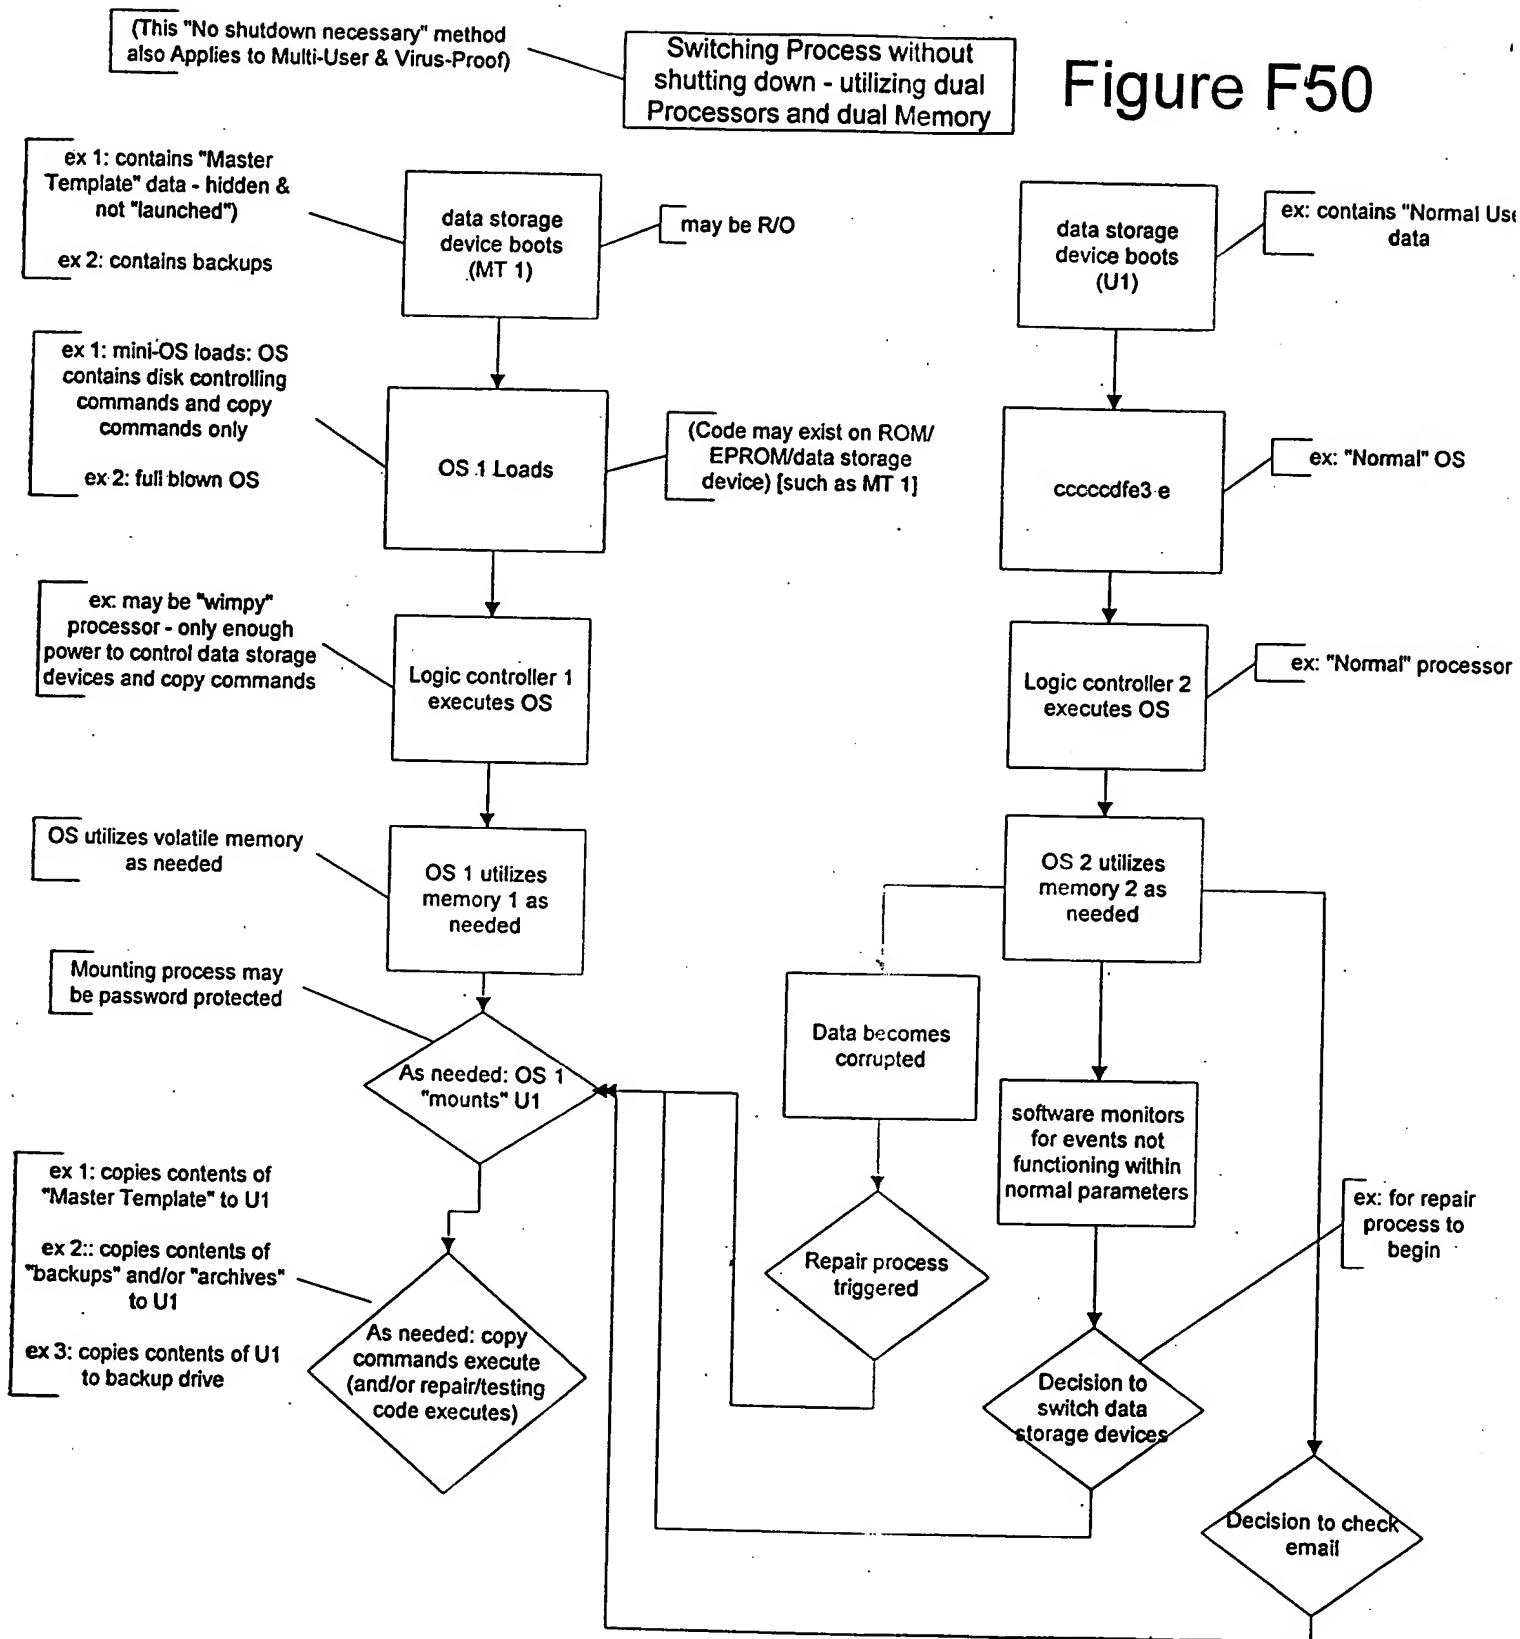 (This "No shutdown necessary" method
also Applies to Multi-User & Virus-Proof)
Switching Process without
shutting down - utilizing dual
Processors and dual Memory
Figure F50
ex 1: contains "Master
Template" data - hidden &
not "launched")
ex 2: contains backups
data storage
device boots
(MT 1)
may be R/O
data storage
device boots
(U1)
ex: contains "Normal Use
data
ex 1: mini-OS loads: OS
contains disk controlling
commands and copy
commands only
ex 2: full blown OS
OS 1 Loads
(Code may exist on ROM/
EPROM/data storage
device) [such as MT 1]
cccccdfe3 e
ex: "Normal" OS
ex: may be "wimpy"
processor - only enough
power to control data storage
devices and copy commands
Logic controller 1
executes OS
Logic controller 2
executes OS
ex: "Normal" processor
OS utilizes volatile memory
as needed
OS 1 utilizes
memory 1 as
needed
OS 2 utilizes
memory 2 as
needed
Mounting process may
be password protected
As needed: OS 1
"mounts" U1
Data becomes
corrupted
software monitors
for events not
functioning within
normal parameters
ex 1: copies contents of
"Master Template" to U1
ex 2:: copies contents of
"backups" and/or "archives"
to U1
ex 3: copies contents of U1
to backup drive
As needed: copy
commands execute
(and/or repair/testing
code executes)
Repair process
triggered
ex: for repair
process to
begin
Decision to
switch data
storage devices
Decision to check
email